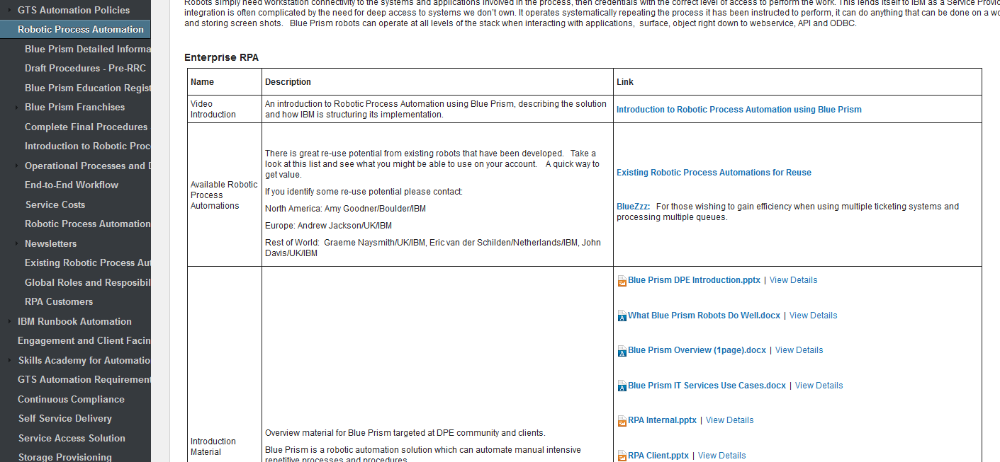 GTS Automation Policies
Robotic Process Automation
Blue Prism Detailed Informa
Draft Procedures - Pre-RRC
Blue Prism Education Regist
Blue Prism Franchises
Complete Final Procedures
Introduction to Robotic Proc
Operational Processes and D
End-to-End Workflow
Service Costs
Robotic Process Automation
Newsletters
Existing Robotic Process Aut
Global Roles and Resposibil
RPA Customers
IBM Runbook Automation
Engagement and Client Facin
Skills Academy for Automatio
GTS Automation Requirement
Continuous Compliance
Self Service Delivery
Service Access Solution
Storage Provisioning
Robots simply need workstation connectivity to the systems and applications involved in the process, then credentials with the correct level of access to perform the work. This lends itself to IBM as a Service Provid
integration is often complicated by the need for deep access to systems we don't own. It operates systematically repeating the process it has been instructed to perform, it can do anything that can be done on a wo
and storing screen shots. Blue Prism robots can operate at all levels of the stack when interacting with applications, surface, object right down to webservice, API and ODBC.
Enterprise RPA
Name Description Link
Video
Introduction
An introduction to Robotic Process Automation using Blue Prism, describing the solution
and how IBM is structuring its implementation.
Introduction to Robotic Process Automation using Blue Prism
Available Robotic
Process
Automations
There is great re-use potential from existing robots that have been developed. Take a
look at this list and see what you might be able to use on your account. A quick way to
get value.
If you identify some re-use potential please contact:
North America: Amy Goodner/Boulder/IBM
Europe: Andrew Jackson/UK/IBM
Rest of World: Graeme Naysmith/UK/IBM, Eric van der Schilden/Netherlands/IBM, John
Davis/UK/IBM
Existing Robotic Process Automations for Reuse
BlueZzz: For those wishing to gain efficiency when using multiple ticketing systems and
processing multiple queues.
Introduction
Material
Overview material for Blue Prism targeted at DPE community and clients.
Blue Prism is a robotic automation solution which can automate manual intensive
repetitive processes and procedures.
Blue Prism DPE Introduction.pptx | View Details
What Blue Prism Robots Do Well.docx | View Details
Blue Prism Overview (1page).docx | View Details
Blue Prism IT Services Use Cases.docx | View Details
RPA Internal.pptx | View Details
RPA Client.pptx | View Details